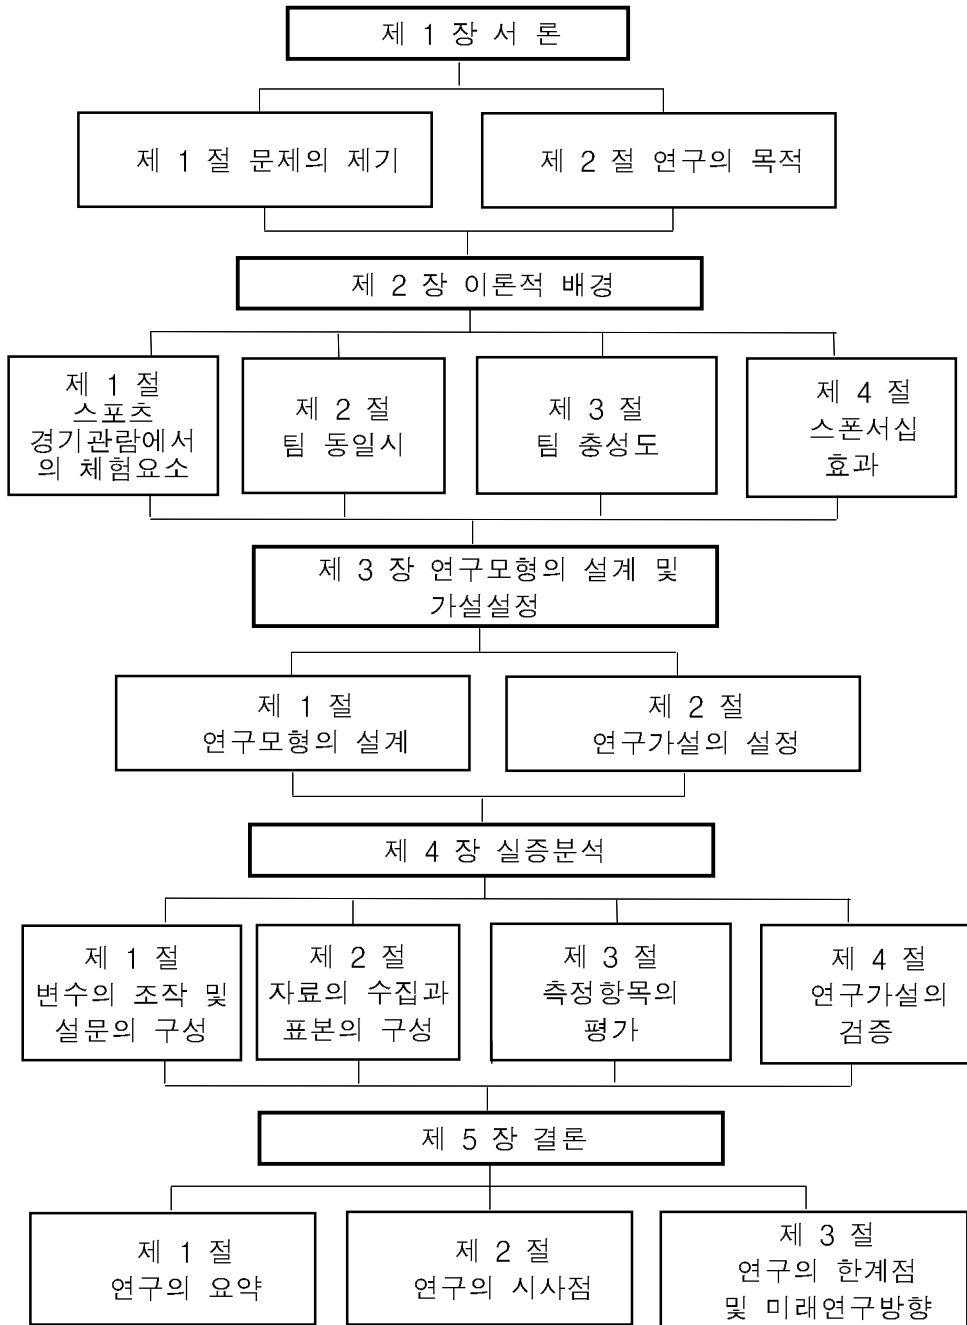 제 1 장 서 론
제 1 절 문제의 제기
제 2 절 연구의 목적
제 2 장 이론적 배경
제 1 절
스포츠
경기관람에서
의 체험요소
제 2 절
팀 동일시
제 3 절
팀 충성도
제 4 절
스폰서십
효과
제 3 장 연구모형의 설계 및
가설설정
제 1 절
연구모형의 설계
제 2 절
연구가설의 설정
제 4 장 실증분석
제 1 절
변수의 조작 및
설문의 구성
제 2 절
자료의 수집과
표본의 구성
제 3 절
측정항목의
평가
제 4 절
연구가설의
검증
제 5 장 결론
제 1 절
연구의 요약
제 2 절
연구의 시사점
제 3 절
연구의 한계점
및 미래연구방향